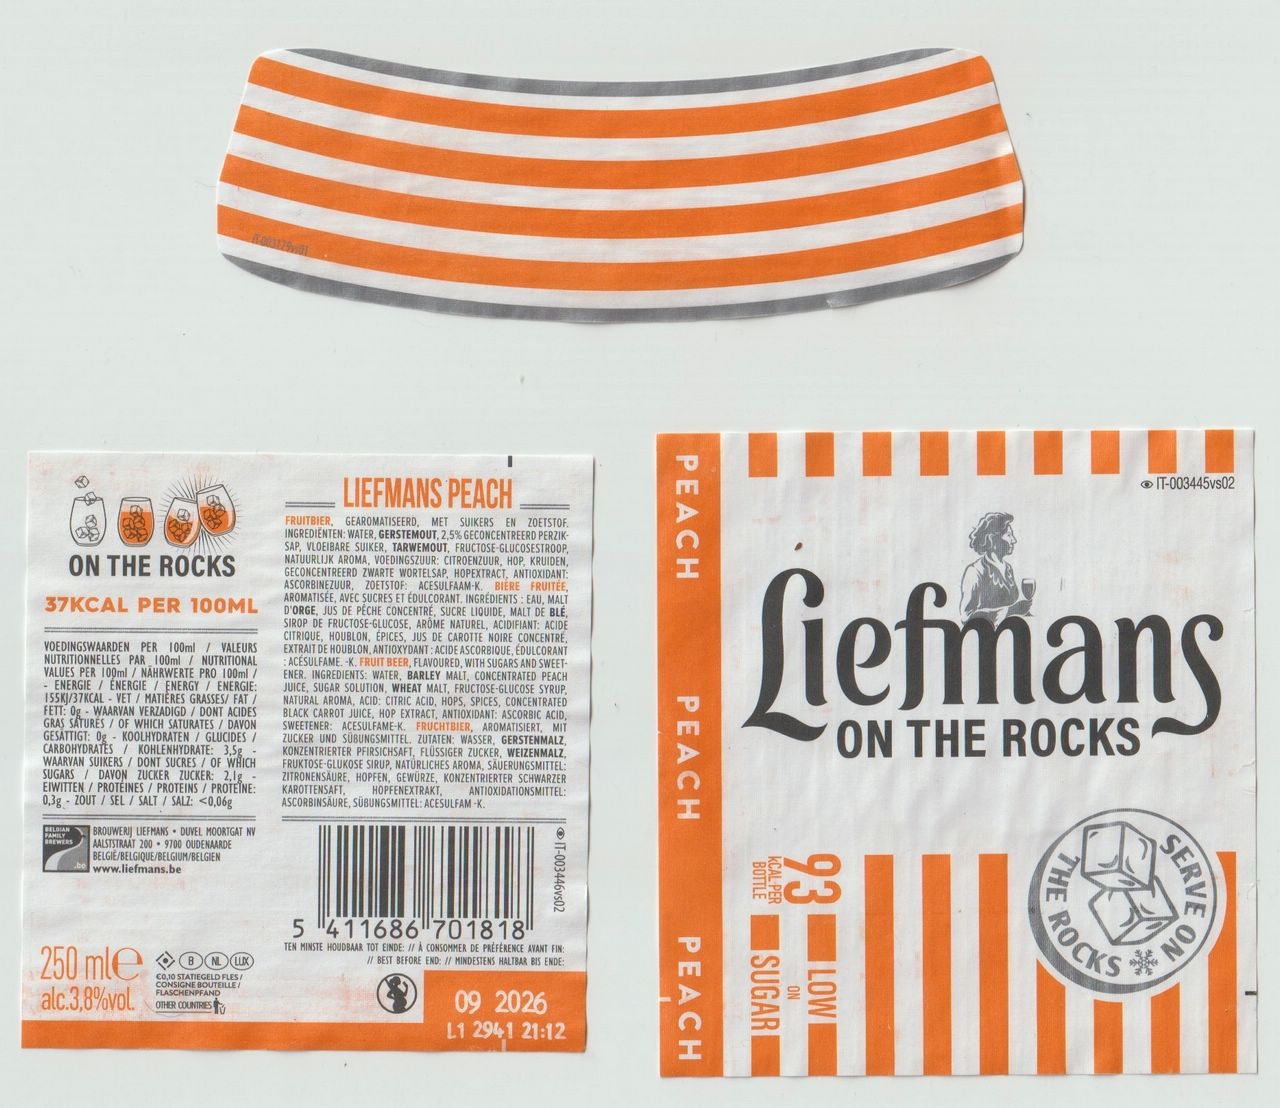 IT-003129vs01
ON THE ROCKS
37KCAL PER 100ML
VOEDINGSWAARDEN PER 100ml / VALEURS
NUTRITIONNELLES PAR 100ml / NUTRITIONAL
VALUES PER 100ml / NÄHRWERTE PRO 100ml /
- ENERGIE / ÉNERGIE / ENERGY / ENERGIE:
155KJ/37KCAL - VET / MATIÈRES GRASSES/ FAT /
FETT: 0g - WAARVAN VERZADIGD / DONT ACIDES
GRAS SATURÉS / OF WHICH SATURATES / DAVON
GESÄTTIGT: 0g - KOOLHYDRATEN / GLUCIDES /
CARBOHYDRATES / KOHLENHYDRATE: 3,5g -
WAARVAN SUIKERS / DONT SUCRES / OF WHICH
SUGARS / DAVON ZUCKER ZUCKER: 2,1g -
EIWITTEN / PROTÉINES / PROTEINS / PROTEÏNE:
0,3g - ZOUT / SEL / SALT / SALZ: <0,06g
BELGIAN
FAMILY
BREWERS
.be
BROUWERIJ LIEFMANS • DUVEL MOORTGAT NV
AALSTSTRAAT 200 • 9700 OUDENAARDE
BELGIË/BELGIQUE/BELGIUM/BELGIEN
www.liefmans.be
250 ml e
alc.3,8%vol.
B NL LUX
€0,10 STATIEGELD FLES /
CONSIGNE BOUTEILLE /
FLASCHENPFAND
OTHER COUNTRIES
LIEFMANS PEACH
FRUITBIER, GEAROMATISEERD, MET SUIKERS EN ZOETSTOF.
INGREDIËNTEN: WATER, GERSTEMOUT, 2,5% GECONCENTREERD PERZIK-
SAP, VLOEIBARE SUIKER, TARWEMOUT, FRUCTOSE-GLUCOSESTROOP,
NATUURLIJK AROMA, VOEDINGSZUUR: CITROENZUUR, HOP, KRUIDEN,
GECONCENTREERD ZWARTE WORTELSAP, HOPEXTRACT, ANTIOXIDANT:
ASCORBINEZUUR, ZOETSTOF: ACESULFAAM-K. BIÈRE FRUITÉE,
AROMATISÉE, AVEC SUCRES ET ÉDULCORANT. INGRÉDIENTS : EAU, MALT
D'ORGE, JUS DE PÊCHE CONCENTRÉ, SUCRE LIQUIDE, MALT DE BLÉ,
SIROP DE FRUCTOSE-GLUCOSE, ARÔME NATUREL, ACIDIFIANT: ACIDE
CITRIQUE, HOUBLON, ÉPICES, JUS DE CAROTTE NOIRE CONCENTRÉ,
EXTRAIT DE HOUBLON, ANTIOXYDANT : ACIDE ASCORBIQUE, ÉDULCORANT
: ACÉSULFAME. -K. FRUIT BEER, FLAVOURED, WITH SUGARS AND SWEET-
ENER. INGREDIENTS: WATER, BARLEY MALT, CONCENTRATED PEACH
JUICE, SUGAR SOLUTION, WHEAT MALT, FRUCTOSE-GLUCOSE SYRUP,
NATURAL AROMA, ACID: CITRIC ACID, HOPS, SPICES, CONCENTRATED
BLACK CAROT JUICE, HOP EXTRACT, ANTIOXIDANT: ASCORBIC ACID,
SWEETENER: ACESULFAME-K. FRUCHTBIER, AROMATISIERT, MIT
ZUCKER UND SÜBUNGSMITTEL. ZUTATEN: WASSER, GERSTENMALZ,
KONZENTRIERTER PFIRSICHSAFT, FLÜSSIGER ZUCKER, WEIZENMALZ,
FRUKTOSE-GLUKOSE SIRUP, NATÜRLICHES AROMA, SÄUERUNGSMITTEL:
ZITRONENSÄURE, HOPFEN, GEWÜRZE, KONZENTRIERTER SCHWARZER
KAROTTENSAFT, HOPFENEXTRAKT, ANTIOXIDATIONSMITTEL:
ASCORBINSÄURE, SÜBUNGSMITTEL: ACESULFAM -K.
5 411686 701818
IT-003446vs02
TEN MINSTE HOUDBAAR TOT EINDE: // À CONSOMMER DE PRÉFÉRENCE AVANT FIN:
// BEST BEFORE END: // MINDESTENS HALTBAR BIS ENDE:
09 2026
L1 2941 21:12
PEACH
PEACH
PEACH
IT-003445vs02
Liefmans
ON THE ROCKS
93
KCAL PER
BOTTLE
LOW
ON
SUGAR
SERVE ON
THE ROCKS